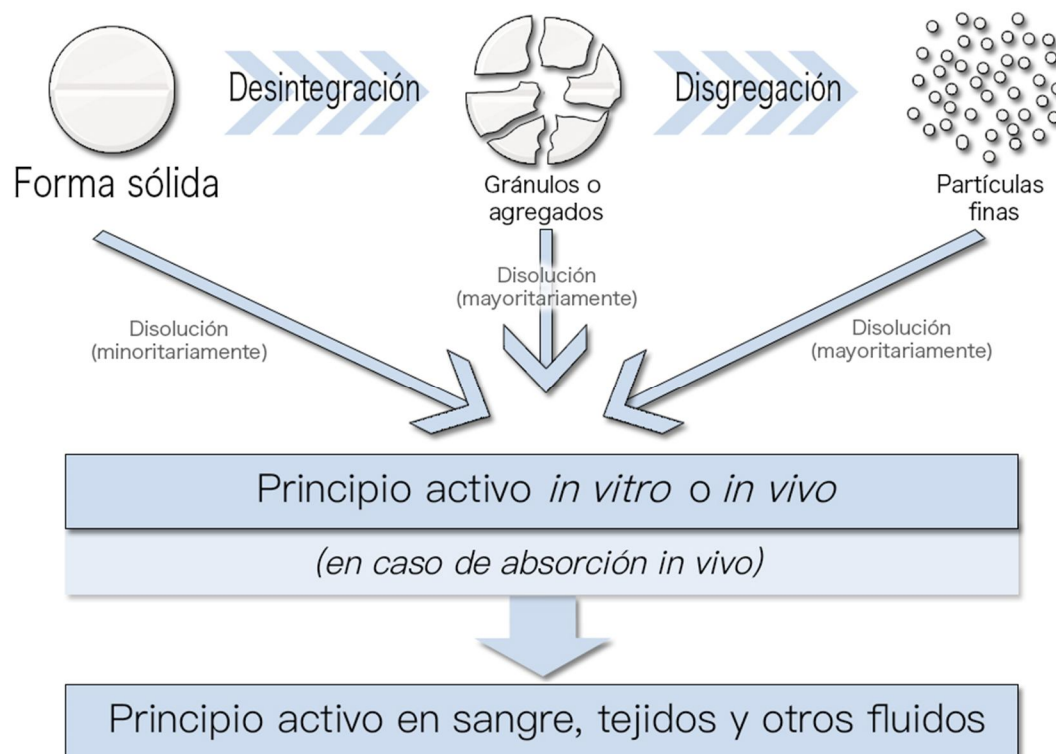 Desintegración
Disgregación
Forma sólida
Gránulos o
agregados
Partículas
finas
Disolución
(minoritariamente)
Disolución
(mayoritariamente)
Disolución
(mayoritariamente)
Principio activo in vitro o in vivo
(en caso de absorción in vivo)
Principio activo en sangre, tejidos y otros fluidos